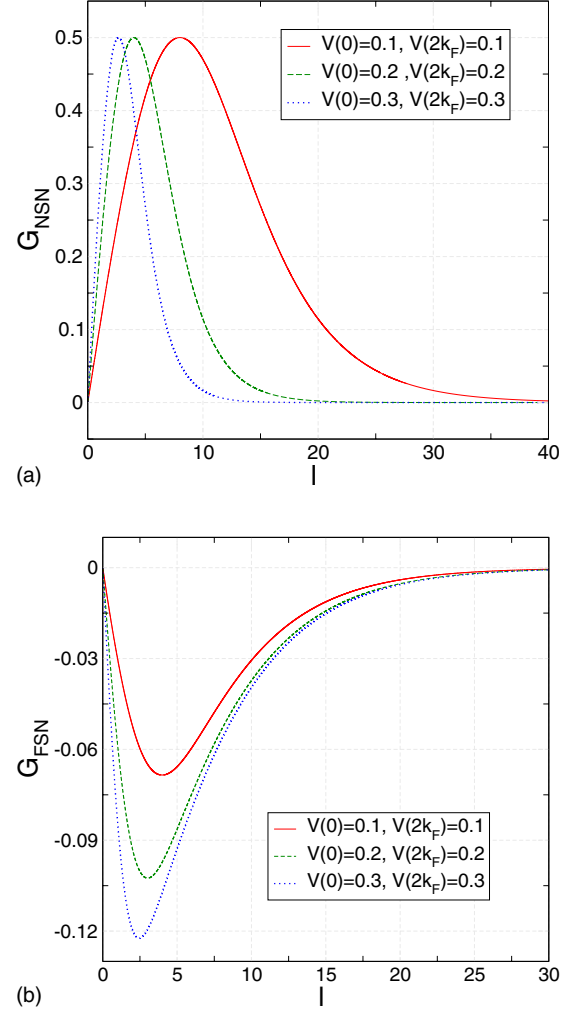 V(0)=0.1, V(2k_F)=0.1
V(0)=0.2 ,V(2k_F)=0.2
V(0)=0.3, V(2k_F)=0.3
0.5
0.4
0.3
0.2
0.1
0
G_NSN
0 10 20 30 40
(a) l
0
-0.03
-0.06
-0.09
-0.12
G_FSN
V(0)=0.1, V(2k_F)=0.1
V(0)=0.2, V(2k_F)=0.2
V(0)=0.3, V(2k_F)=0.3
0 5 10 15 20 25 30
(b) l